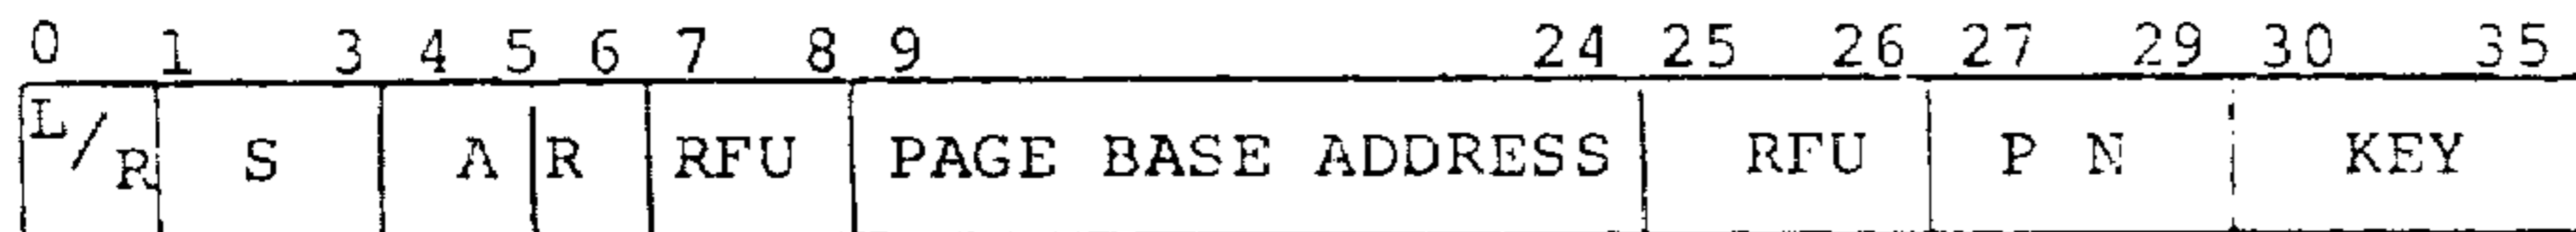 0 1 3 4 5 6 7 8 9 24 25 26 27 29 30 35
L/R S A R RFU PAGE BASE ADDRESS RFU P N KEY